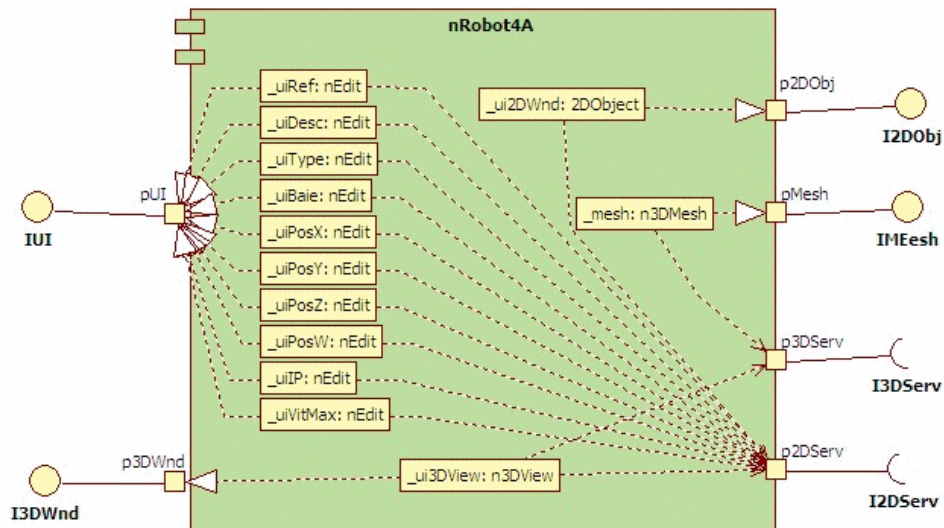 nRobot4A
_uiRef: nEdit
_uiDesc: nEdit
_uiType: nEdit
_uiBaie: nEdit
_uiPosX: nEdit
_uiPosY: nEdit
_uiPosZ: nEdit
_uiPosW: nEdit
_uiIP: nEdit
_uiVitMax: nEdit
_ui2DWnd: 2DObject
_mesh: n3DMesh
_ui3DView: n3DView
pUI
IUI
p3DWnd
I3DWnd
p2DObj
I2DObj
pMesh
IMEesh
p3DServ
I3DServ
p2DServ
I2DServ